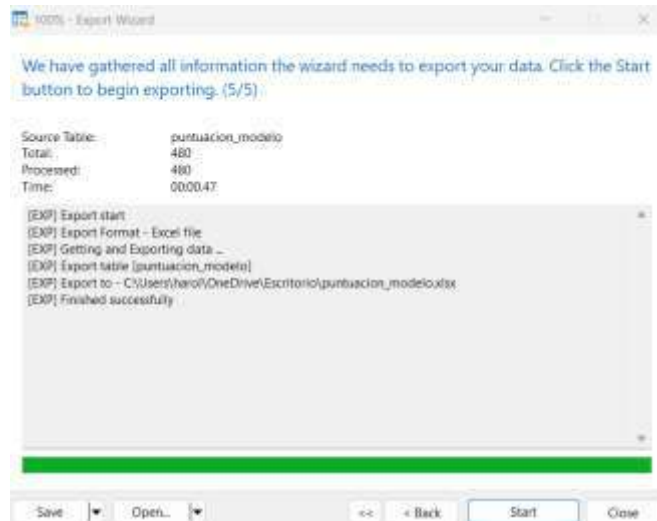 100% - Export Wizard
We have gathered all information the wizard needs to export your data. Click the Start
button to begin exporting. (5/5)
Source Table: puntuacion_modelo
Total: 480
Processed: 480
Time: 00:00.47
[EXP] Export start
[EXP] Export Format - Excel file
[EXP] Getting and Exporting data ...
[EXP] Export table [puntuacion_modelo]
[EXP] Export to - C:\Users\harol\OneDrive\Escritorio\puntuacion_modelo.xlsx
[EXP] Finished successfully
Save Open... << < Back Start Close